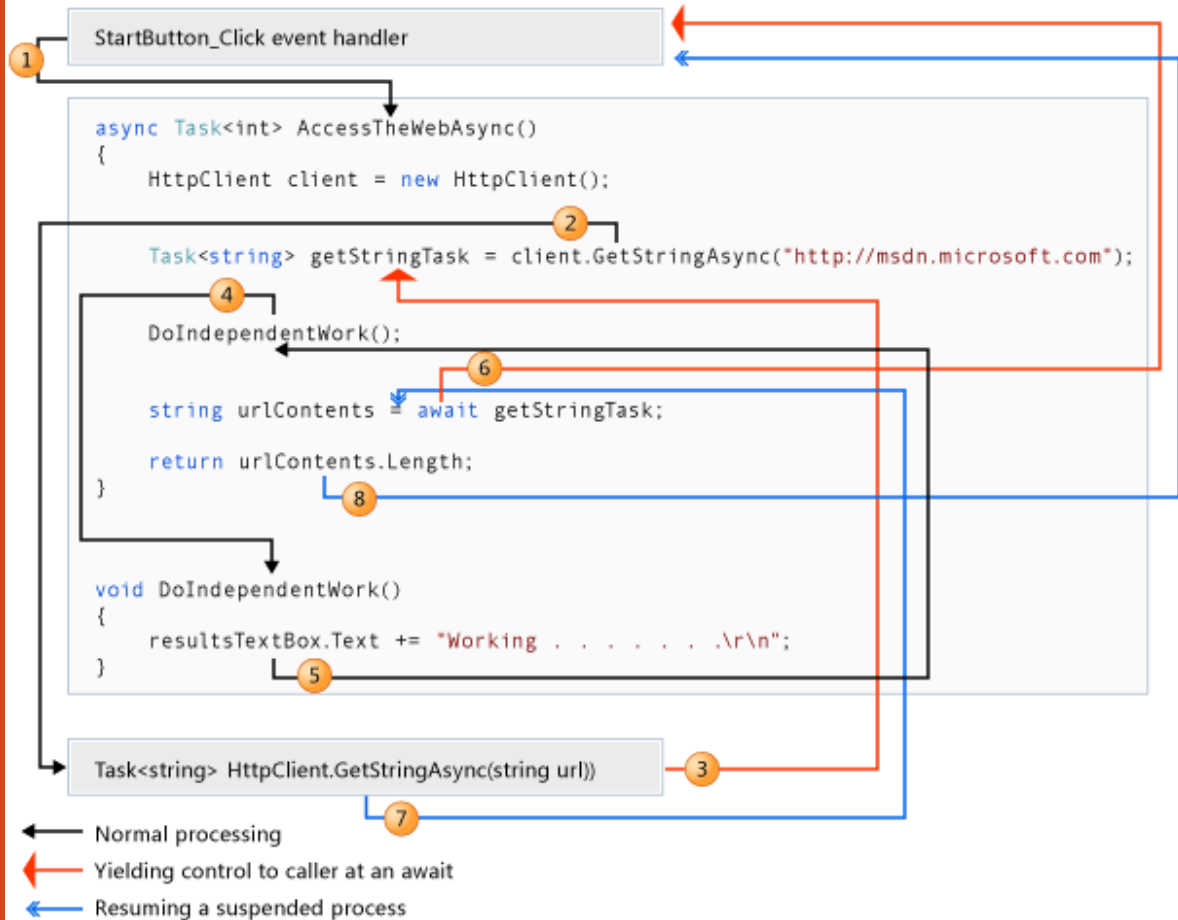 StartButton_Click event handler
1
async Task<int> AccessTheWebAsync()
{
HttpClient client = new HttpClient();
2
Task<string> getStringTask = client.GetStringAsync("http://msdn.microsoft.com");
4
DoIndependentWork();
6
string urlContents = await getStringTask;
return urlContents.Length;
}
8
void DoIndependentWork()
{
resultsTextBox.Text += "Working . . . . . . .\r\n";
}
5
Task<string> HttpClient.GetStringAsync(string url))
3
7
Normal processing
Yielding control to caller at an await
Resuming a suspended process